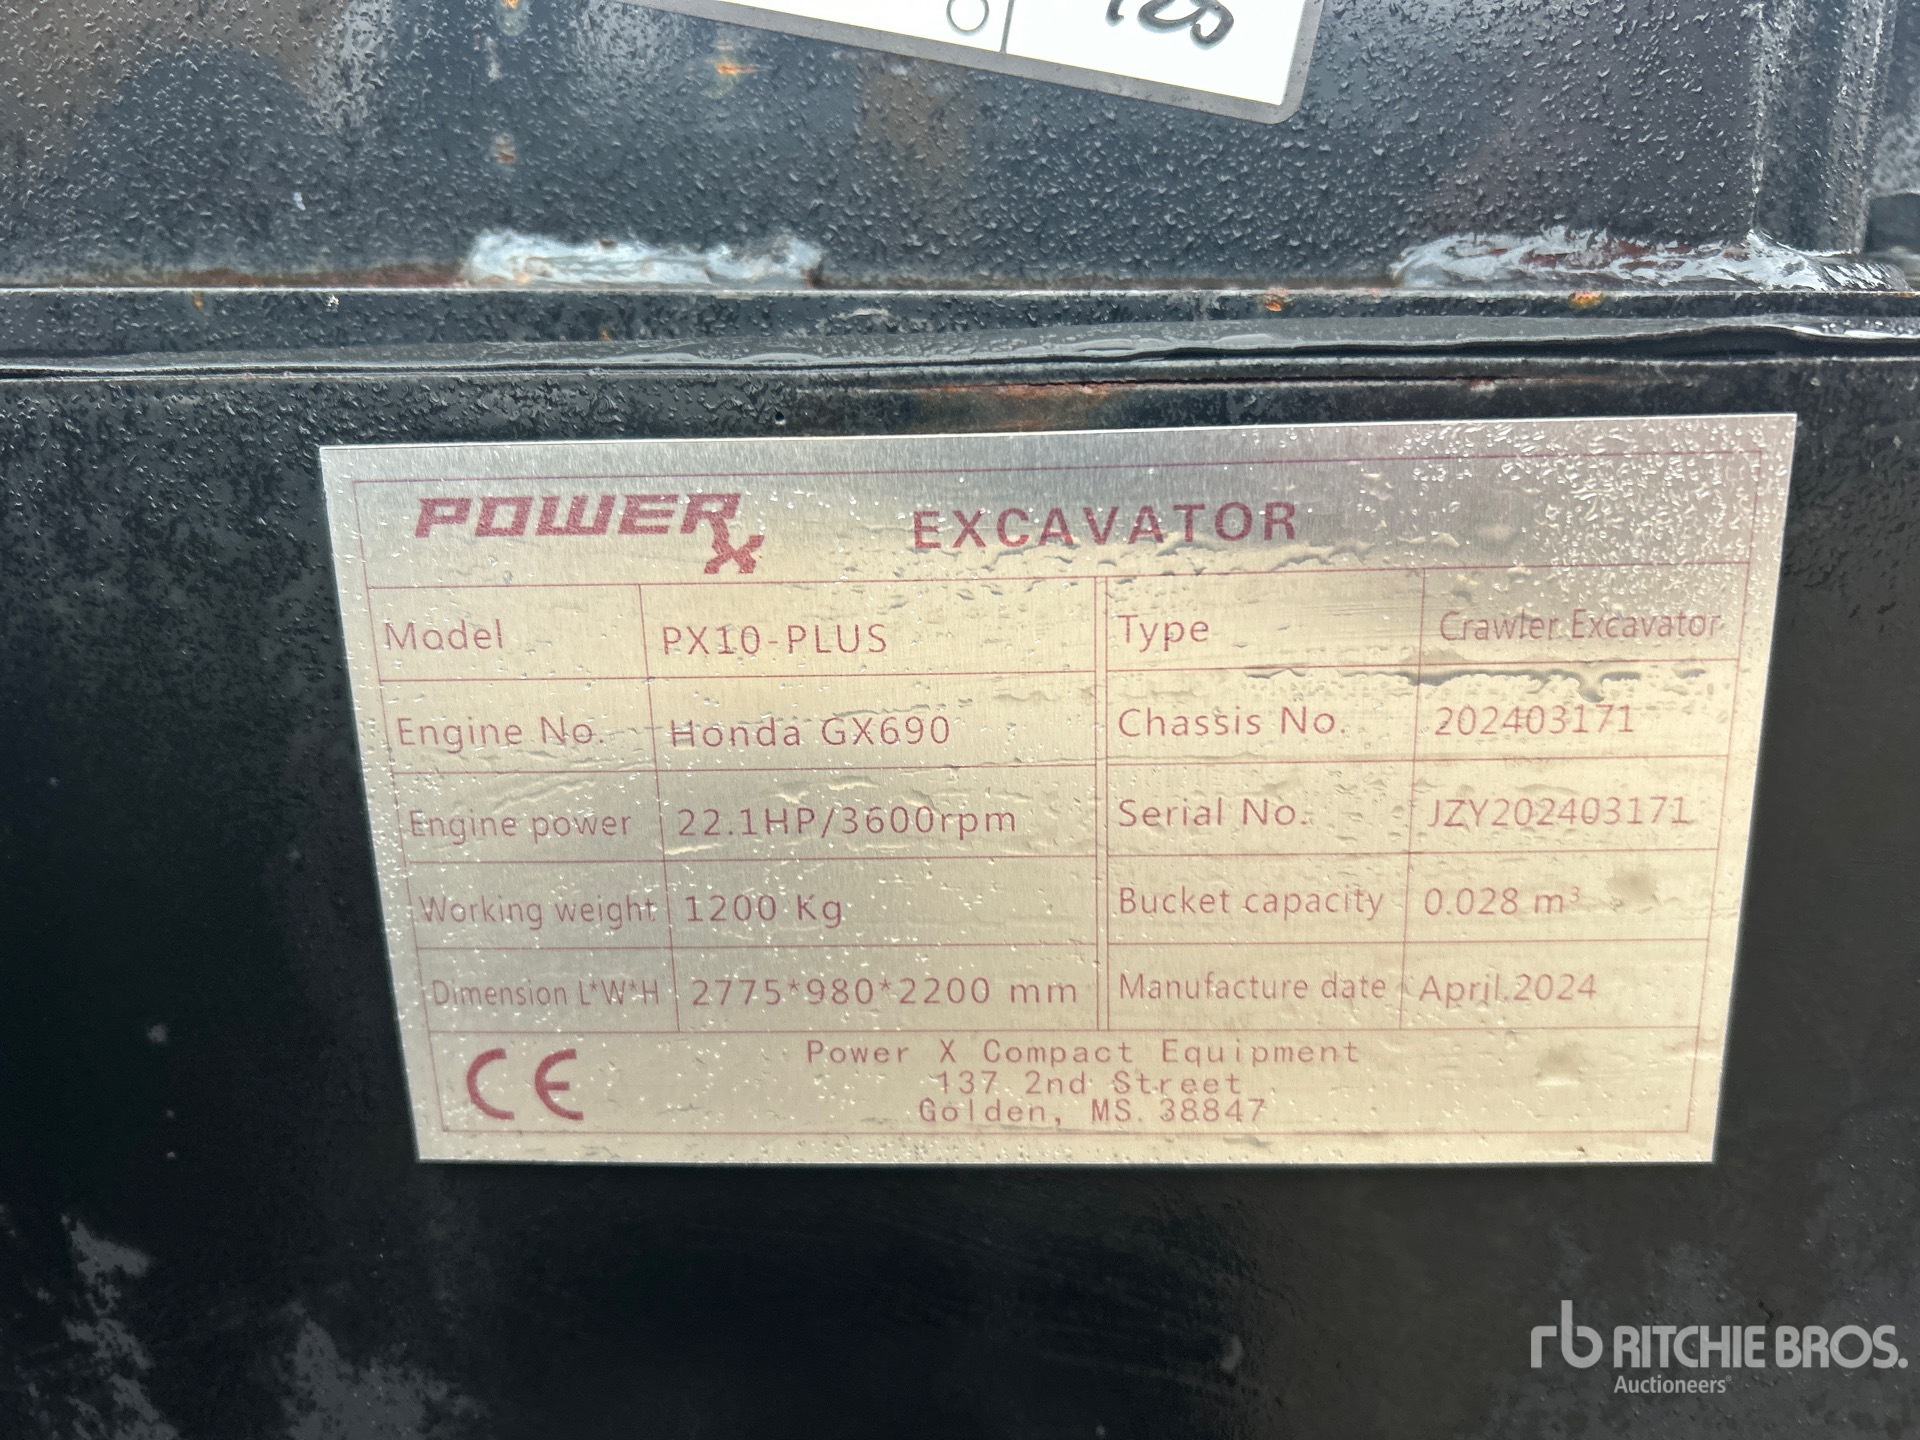 POWER X EXCAVATOR
Model PX10-PLUS Type Crawler Excavator
Engine No. Honda GX690 Chassis No. 202403171
Engine power 22.1HP/3600rpm Serial No. JZY202403171
Working weight 1200 Kg Bucket capacity 0.028 m³
Dimension L*W*H 2775*980*2200 mm Manufacture date April.2024
CE Power X Compact Equipment
137 2nd Street
Golden, MS. 38847
rb RITCHIE BROS.
Auctioneers